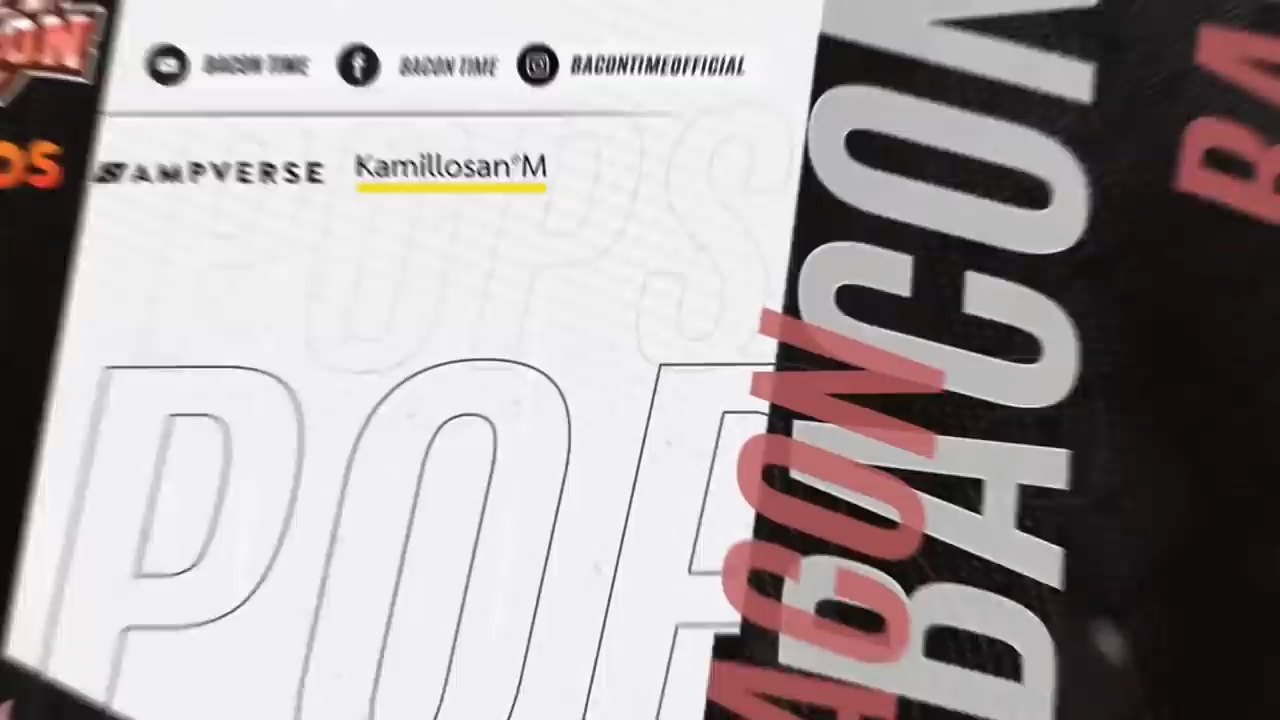 BACON TIME BACON TIME BACONTIMEOFFICIAL
AMPVERSE Kamillosan®M
POPS
BACON
BACON